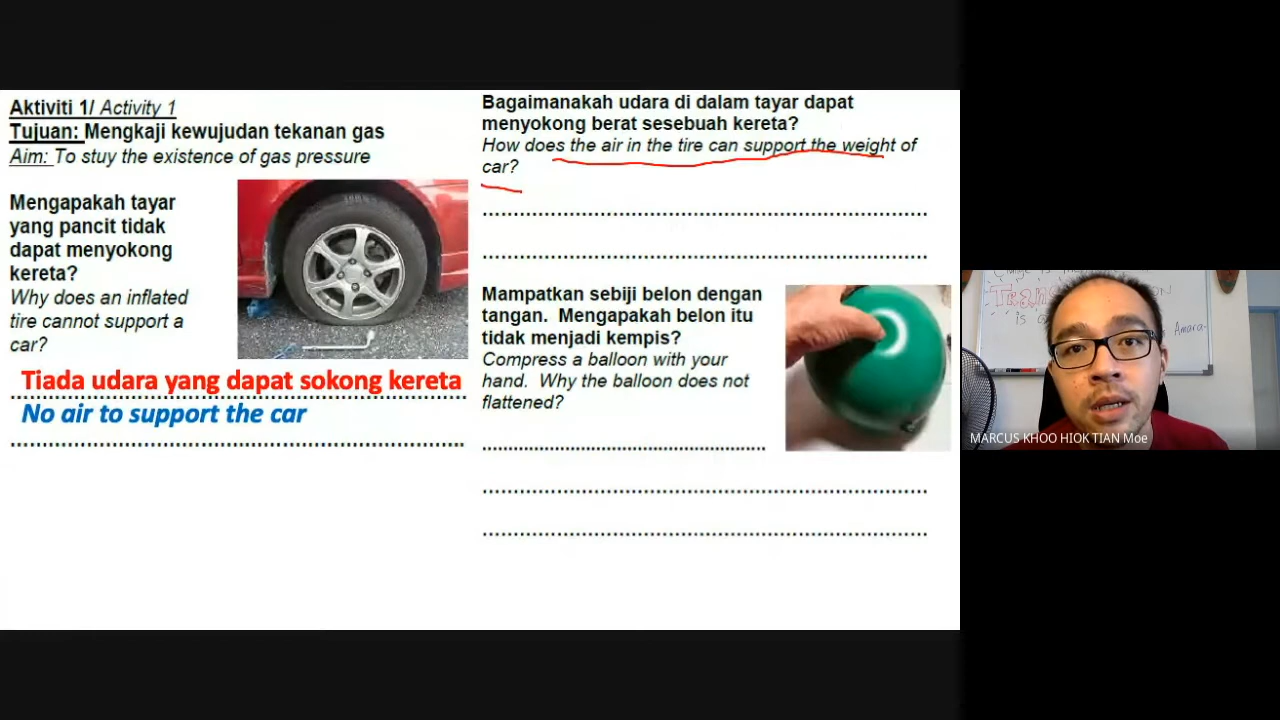 Aktiviti 1/ Activity 1
Tujuan: Mengkaji kewujudan tekanan gas
Aim: To stuy the existence of gas pressure
Mengapakah tayar
yang pancit tidak
dapat menyokong
kereta?
Why does an inflated
tire cannot support a
car?
Tiada udara yang dapat sokong kereta
No air to support the car
Bagaimanakah udara di dalam tayar dapat
menyokong berat sesebuah kereta?
How does the air in the tire can support the weight of
car?
Mampatkan sebiji belon dengan
tangan. Mengapakah belon itu
tidak menjadi kempis?
Compress a balloon with your
hand. Why the balloon does not
flattened?
MARCUS KHOO HIOK TIAN Moe